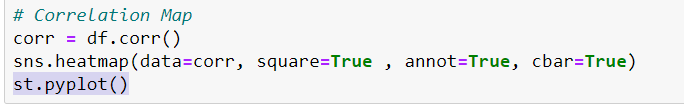 # Correlation Map
corr = df.corr()
sns.heatmap(data=corr, square=True , annot=True, cbar=True)
st.pyplot()